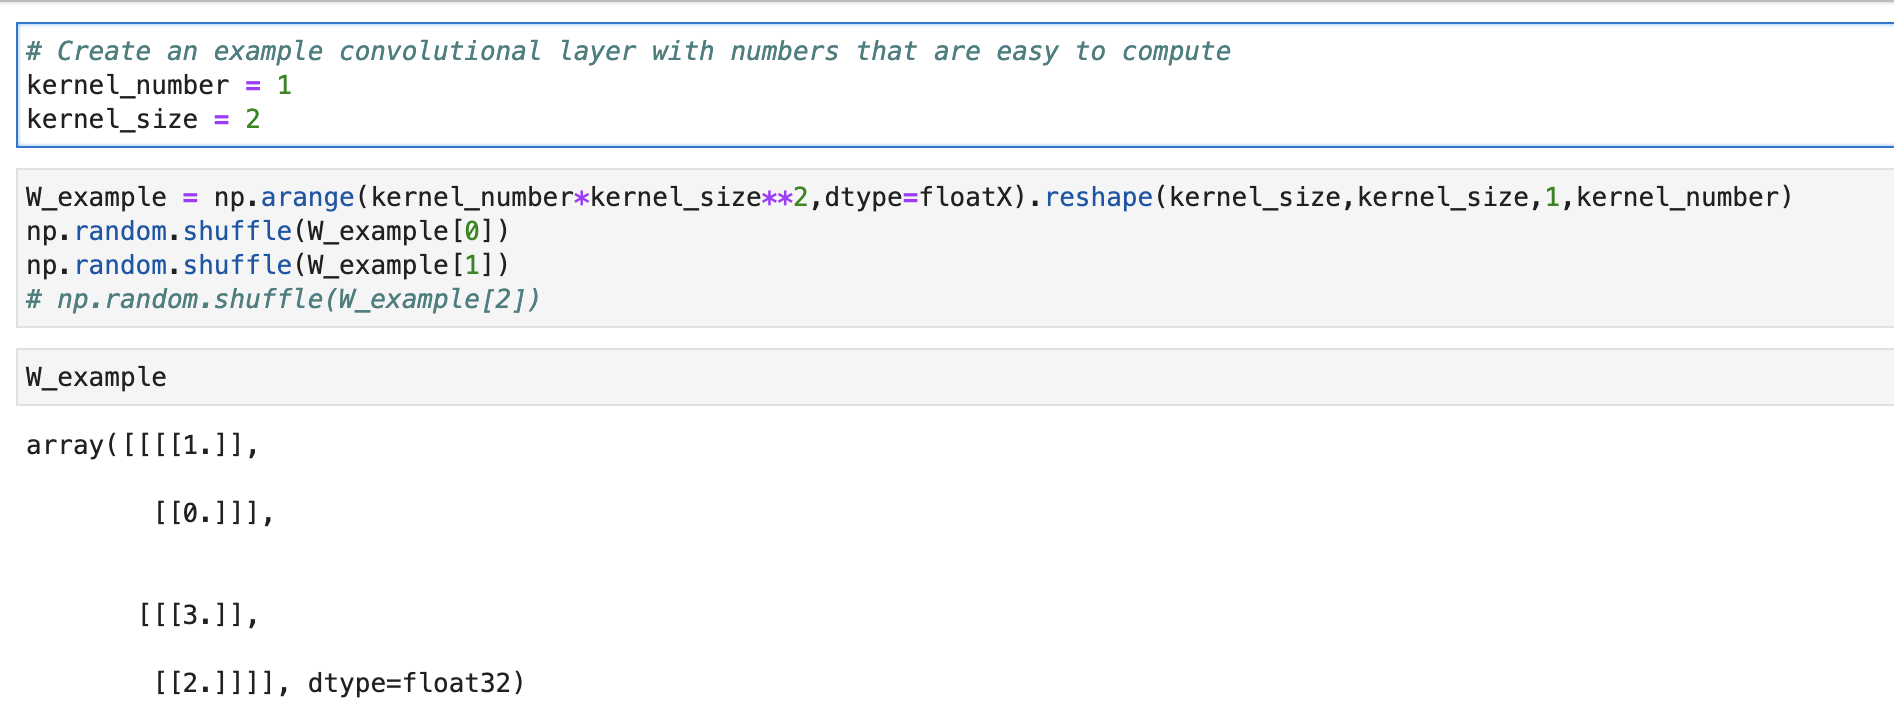 # Create an example convolutional layer with numbers that are easy to compute
kernel_number = 1
kernel_size = 2
W_example = np.arange(kernel_number*kernel_size**2,dtype=floatX).reshape(kernel_size,kernel_size,1,kernel_number)
np.random.shuffle(W_example[0])
np.random.shuffle(W_example[1])
# np.random.shuffle(W_example[2])
W_example
array([[[[1.]],
[[0.]]],
[[[3.]],
[[2.]]]], dtype=float32)